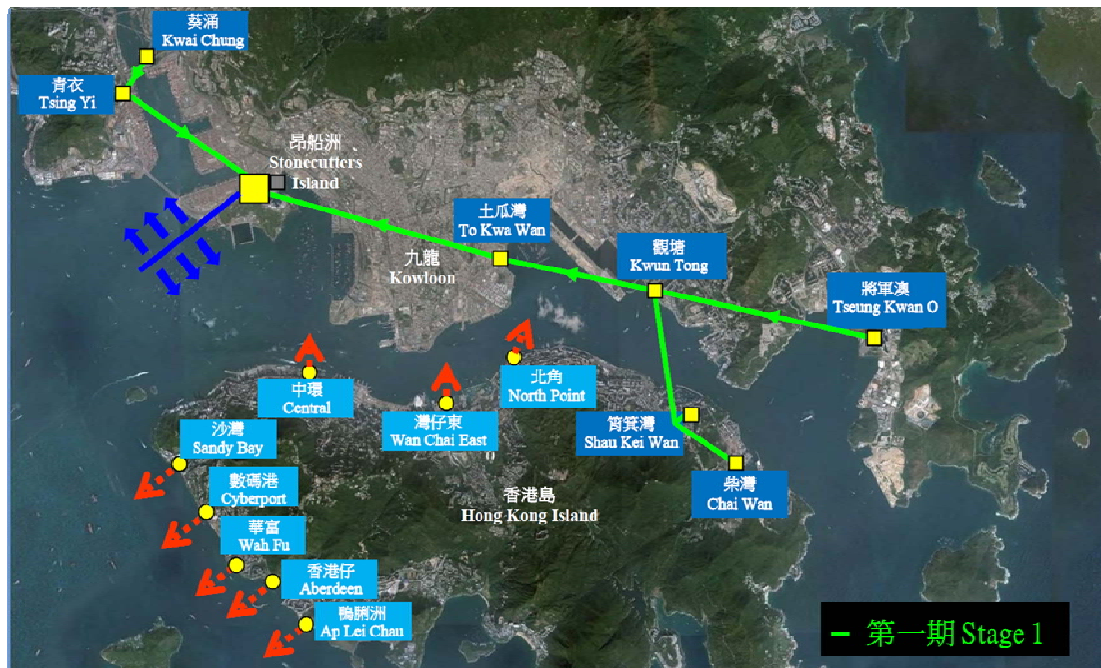 葵涌
Kwai Chung
青衣
Tsing Yi
昂船洲
Stonecutters
Island
土瓜灣
To Kwa Wan
九龍
Kowloon
觀塘
Kwun Tong
將軍澳
Tseung Kwan O
中環
Central
北角
North Point
灣仔東
Wan Chai East
筲箕灣
Shau Kei Wan
沙灣
Sandy Bay
數碼港
Cyberport
柴灣
Chai Wan
香港島
Hong Kong Island
華富
Wah Fu
香港仔
Aberdeen
鴨脷洲
Ap Lei Chau
第一期 Stage 1